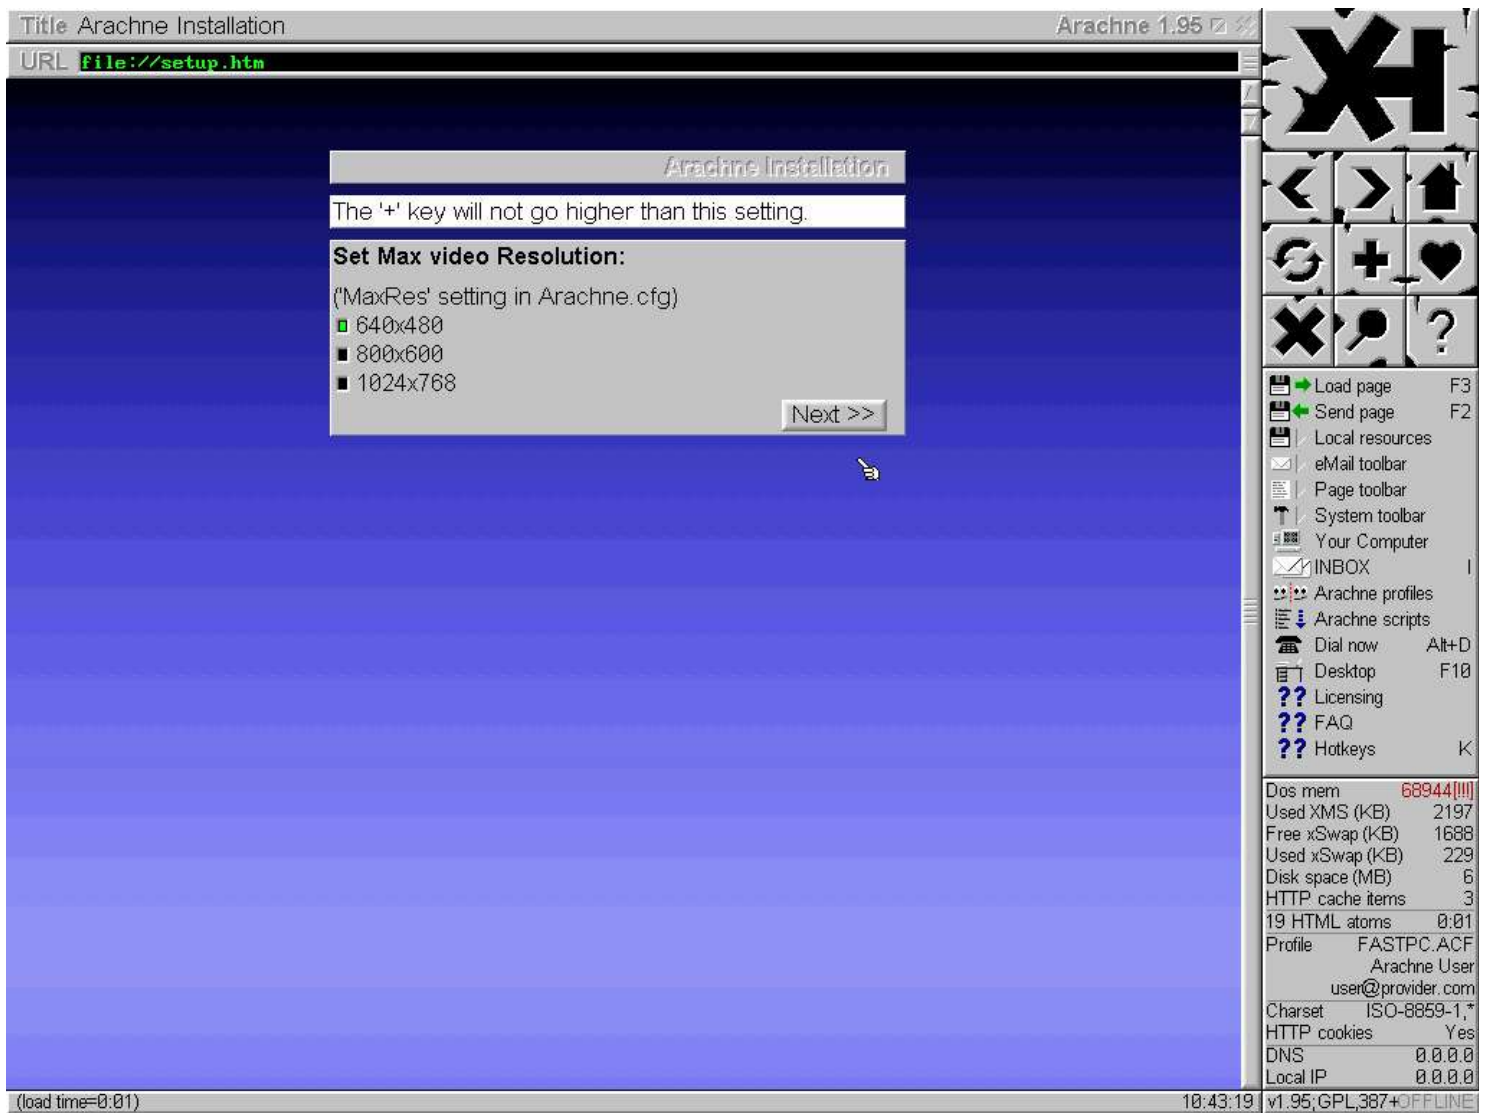 Title Arachne Installation Arachne 1.95
URL file://setup.htm
Arachne Installation
The '+' key will not go higher than this setting.
Set Max video Resolution:
('MaxRes' setting in Arachne.cfg)
640x480
800x600
1024x768
Next >>
Load page F3
Send page F2
Local resources
eMail toolbar
Page toolbar
System toolbar
Your Computer
INBOX I
Arachne profiles
Arachne scripts
Dial now Alt+D
Desktop F10
?? Licensing
?? FAQ
?? Hotkeys K
Dos mem 68944[!!!]
Used XMS (KB) 2197
Free xSwap (KB) 1688
Used xSwap (KB) 229
Disk space (MB) 6
HTTP cache items 3
19 HTML atoms 0:01
Profile FASTPC.ACF
Arachne User
user@provider.com
Charset ISO-8859-1,*
HTTP cookies Yes
DNS 0.0.0.0
Local IP 0.0.0.0
(load time=0:01) 10:43:19 v1.95;GPL,387+OFFLINE